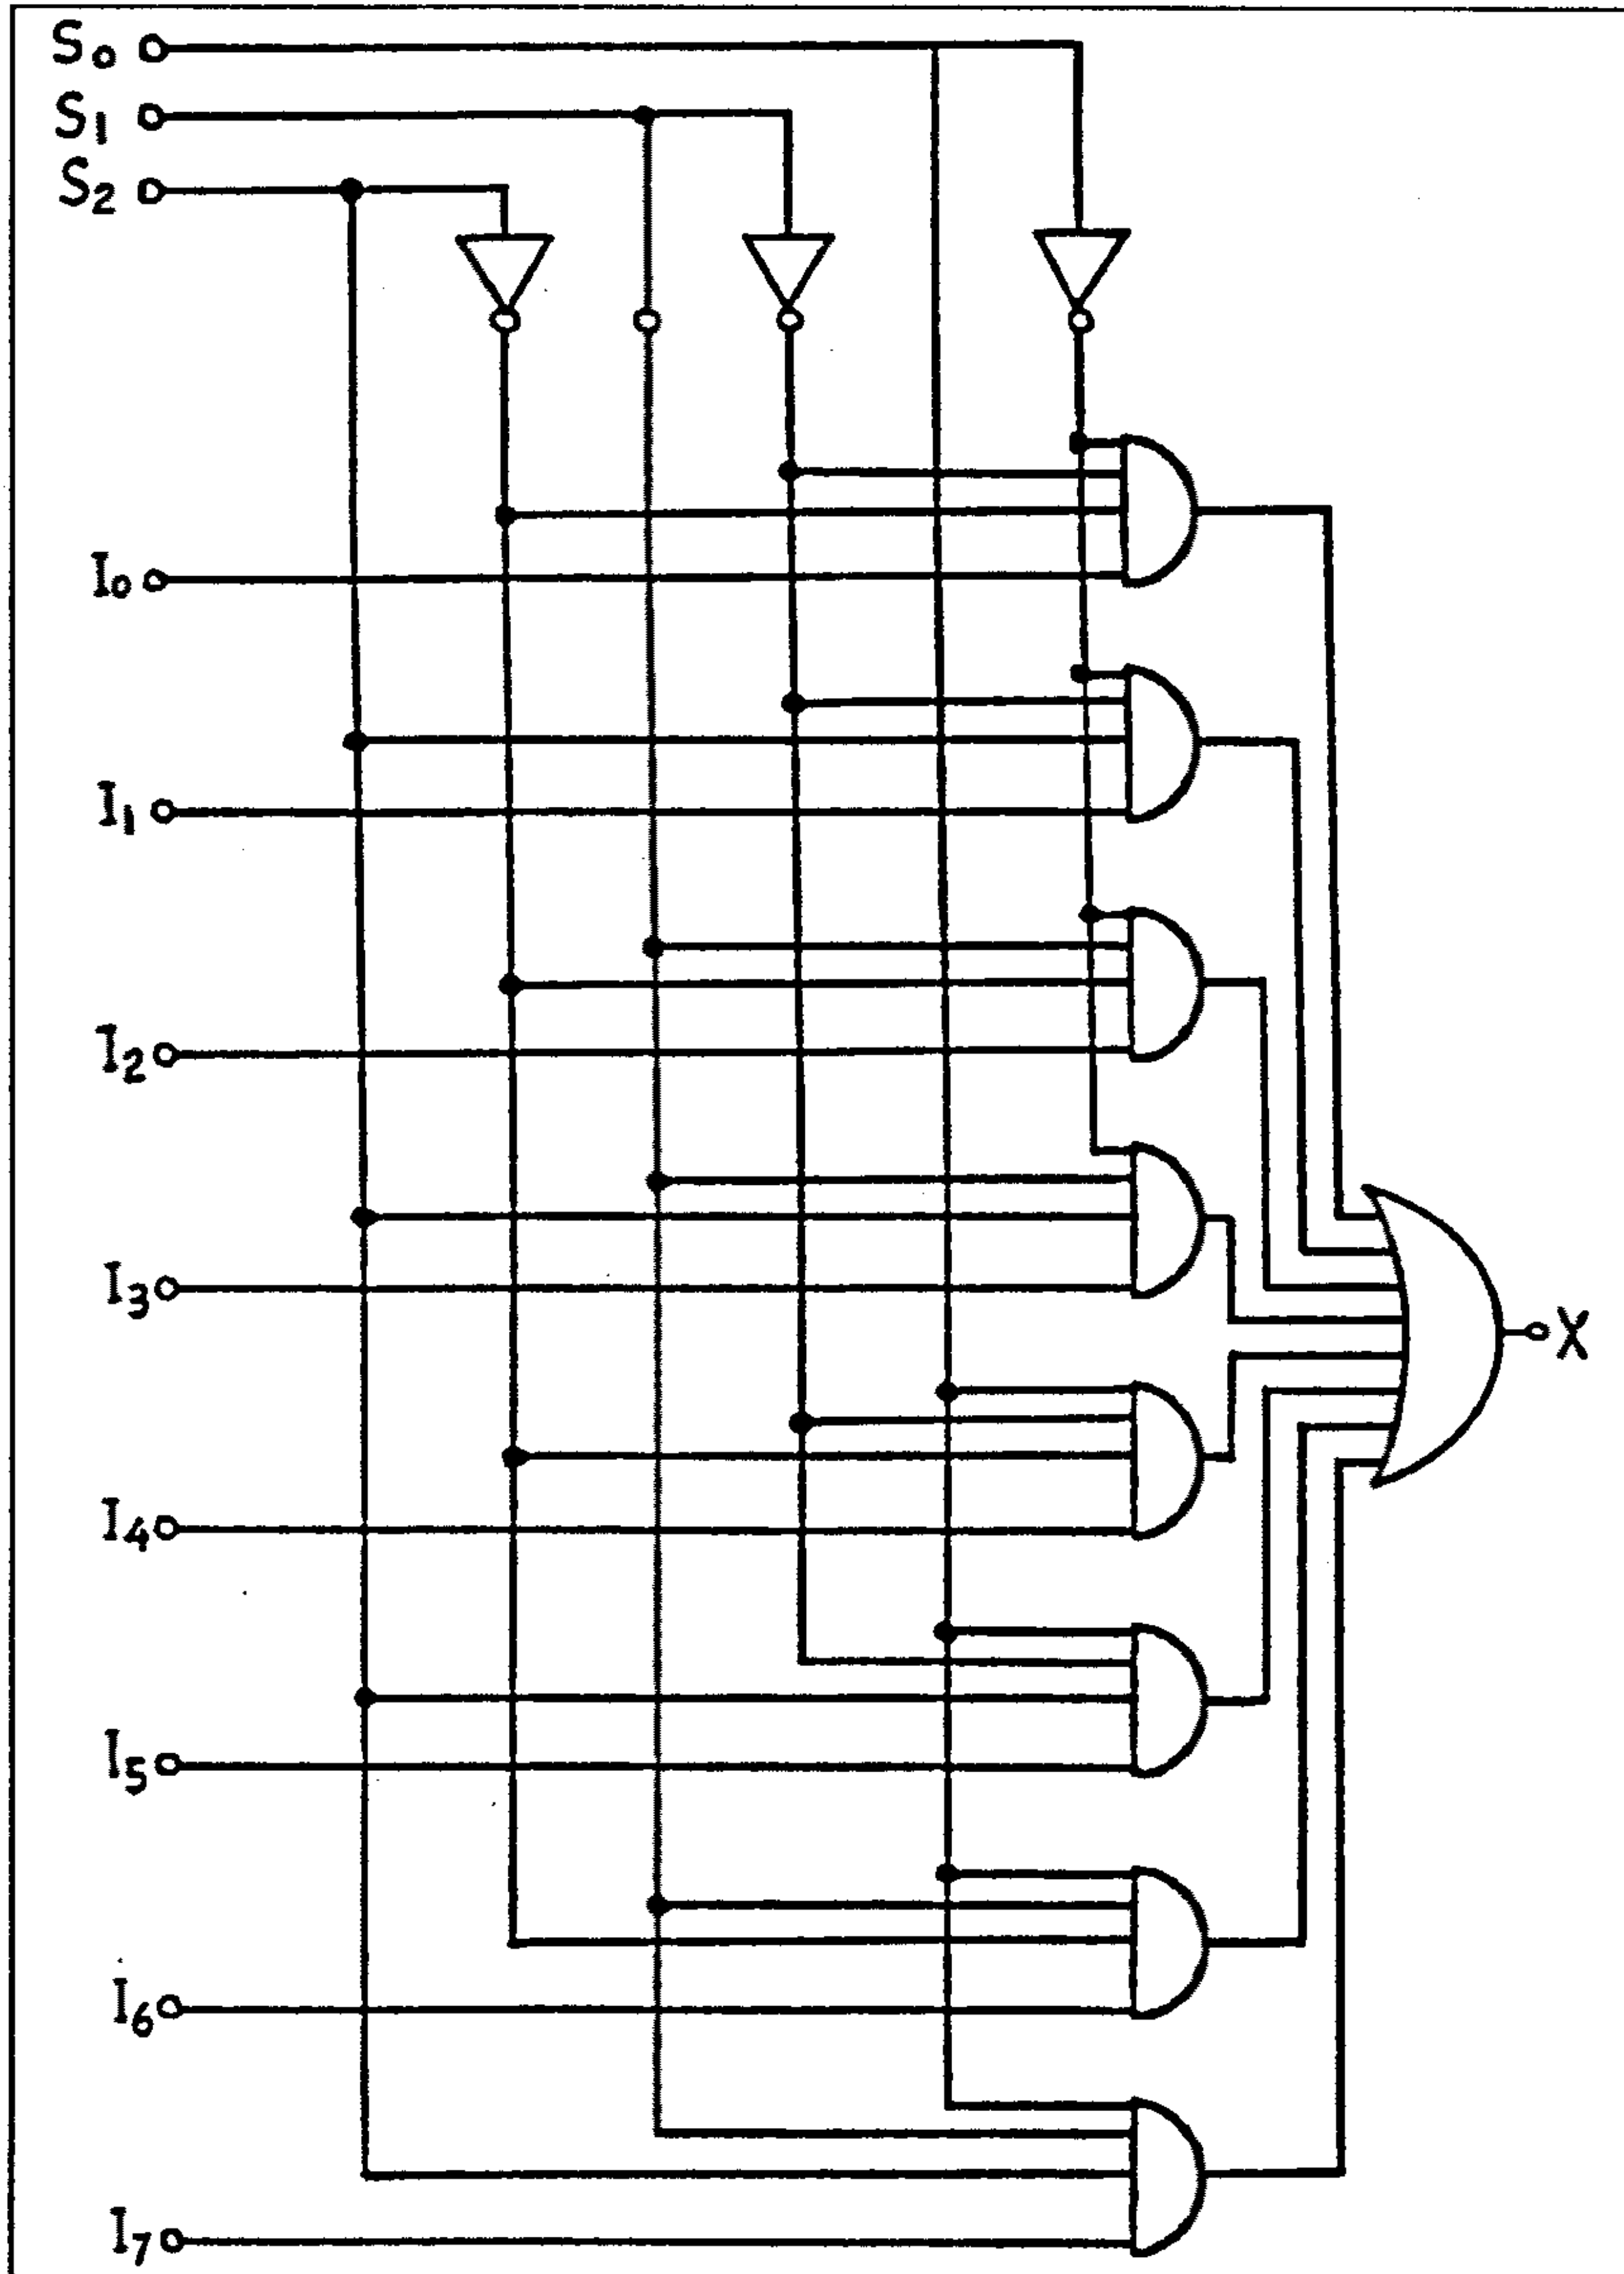 S₀
S₁
S₂
I₀
I₁
I₂
I₃
X
I₄
I₅
I₆
I₇